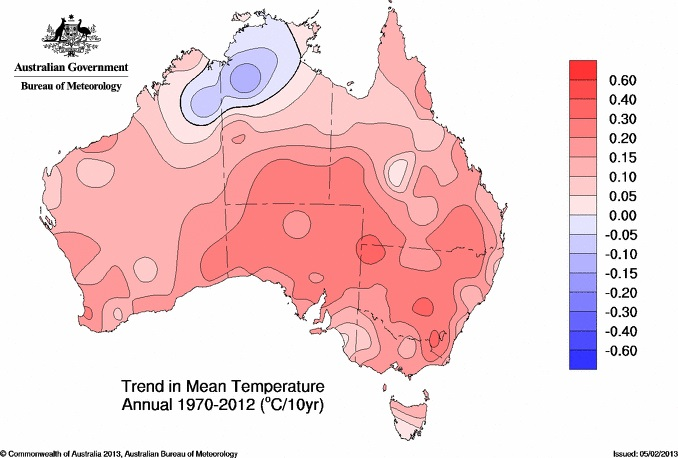 Australian Government
Bureau of Meteorology
0.60
0.40
0.30
0.20
0.15
0.10
0.05
0.00
-0.05
-0.10
-0.15
-0.20
-0.30
-0.40
-0.60
Trend in Mean Temperature
Annual 1970-2012 (°C/10yr)
© Commonwealth of Australia 2013, Australian Bureau of Meteorology
Issued: 05/02/2013